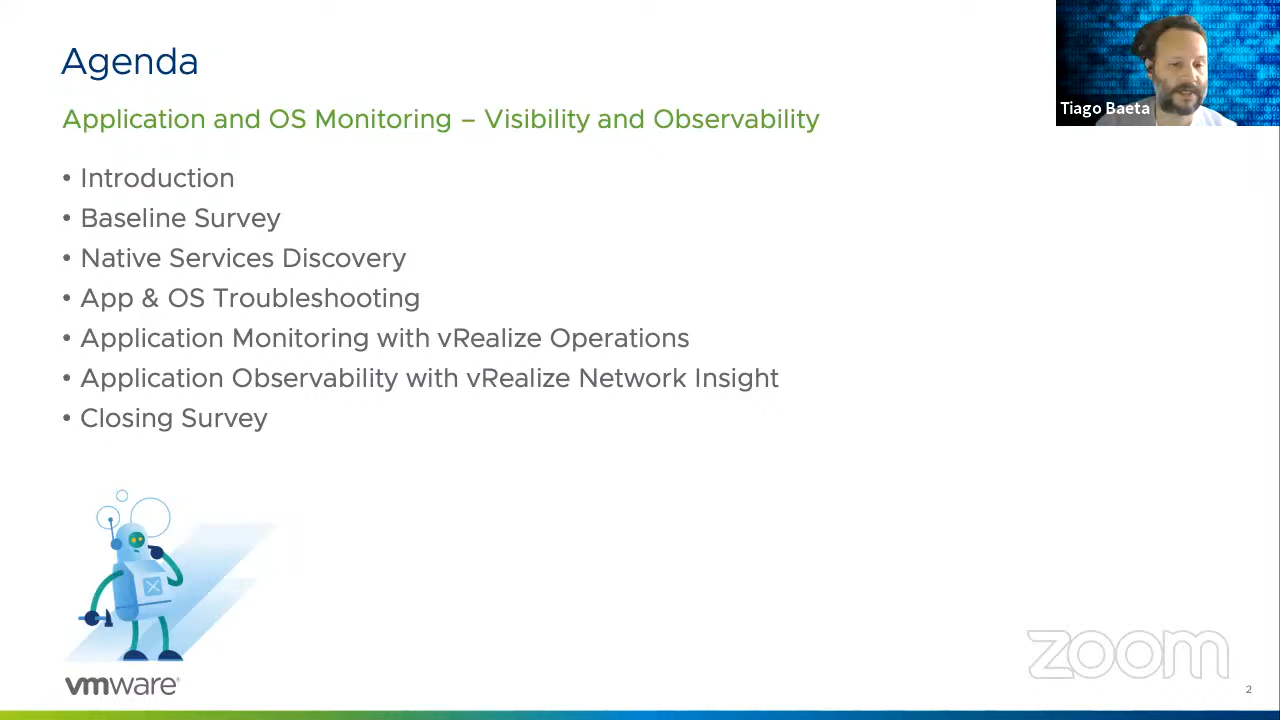 Agenda
Tiago Baeta
Application and OS Monitoring – Visibility and Observability
• Introduction
• Baseline Survey
• Native Services Discovery
• App & OS Troubleshooting
• Application Monitoring with vRealize Operations
• Application Observability with vRealize Network Insight
• Closing Survey
zoom
vmware®
2